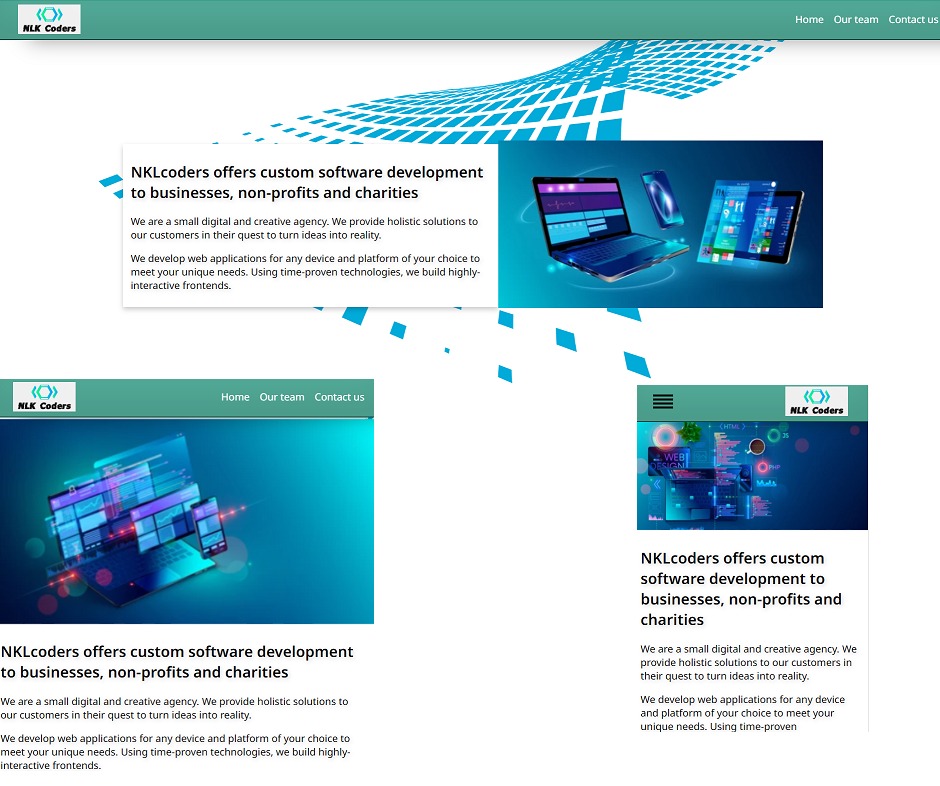 NLK Coders
Home Our team Contact us
NKLcoders offers custom software development
to businesses, non-profits and charities
We are a small digital and creative agency. We provide holistic solutions to
our customers in their quest to turn ideas into reality.
We develop web applications for any device and platform of your choice to
meet your unique needs. Using time-proven technologies, we build highly-
interactive frontends.
NLK Coders
Home Our team Contact us
NKLcoders offers custom software development
to businesses, non-profits and charities
We are a small digital and creative agency. We provide holistic solutions to
our customers in their quest to turn ideas into reality.
We develop web applications for any device and platform of your choice to
meet your unique needs. Using time-proven technologies, we build highly-
interactive frontends.
NLK Coders
HTML
JS
WEB
DESIGN
PHP
NKLcoders offers custom
software development to
businesses, non-profits and
charities
We are a small digital and creative agency. We
provide holistic solutions to our customers in
their quest to turn ideas into reality.
We develop web applications for any device
and platform of your choice to meet your
unique needs. Using time-proven